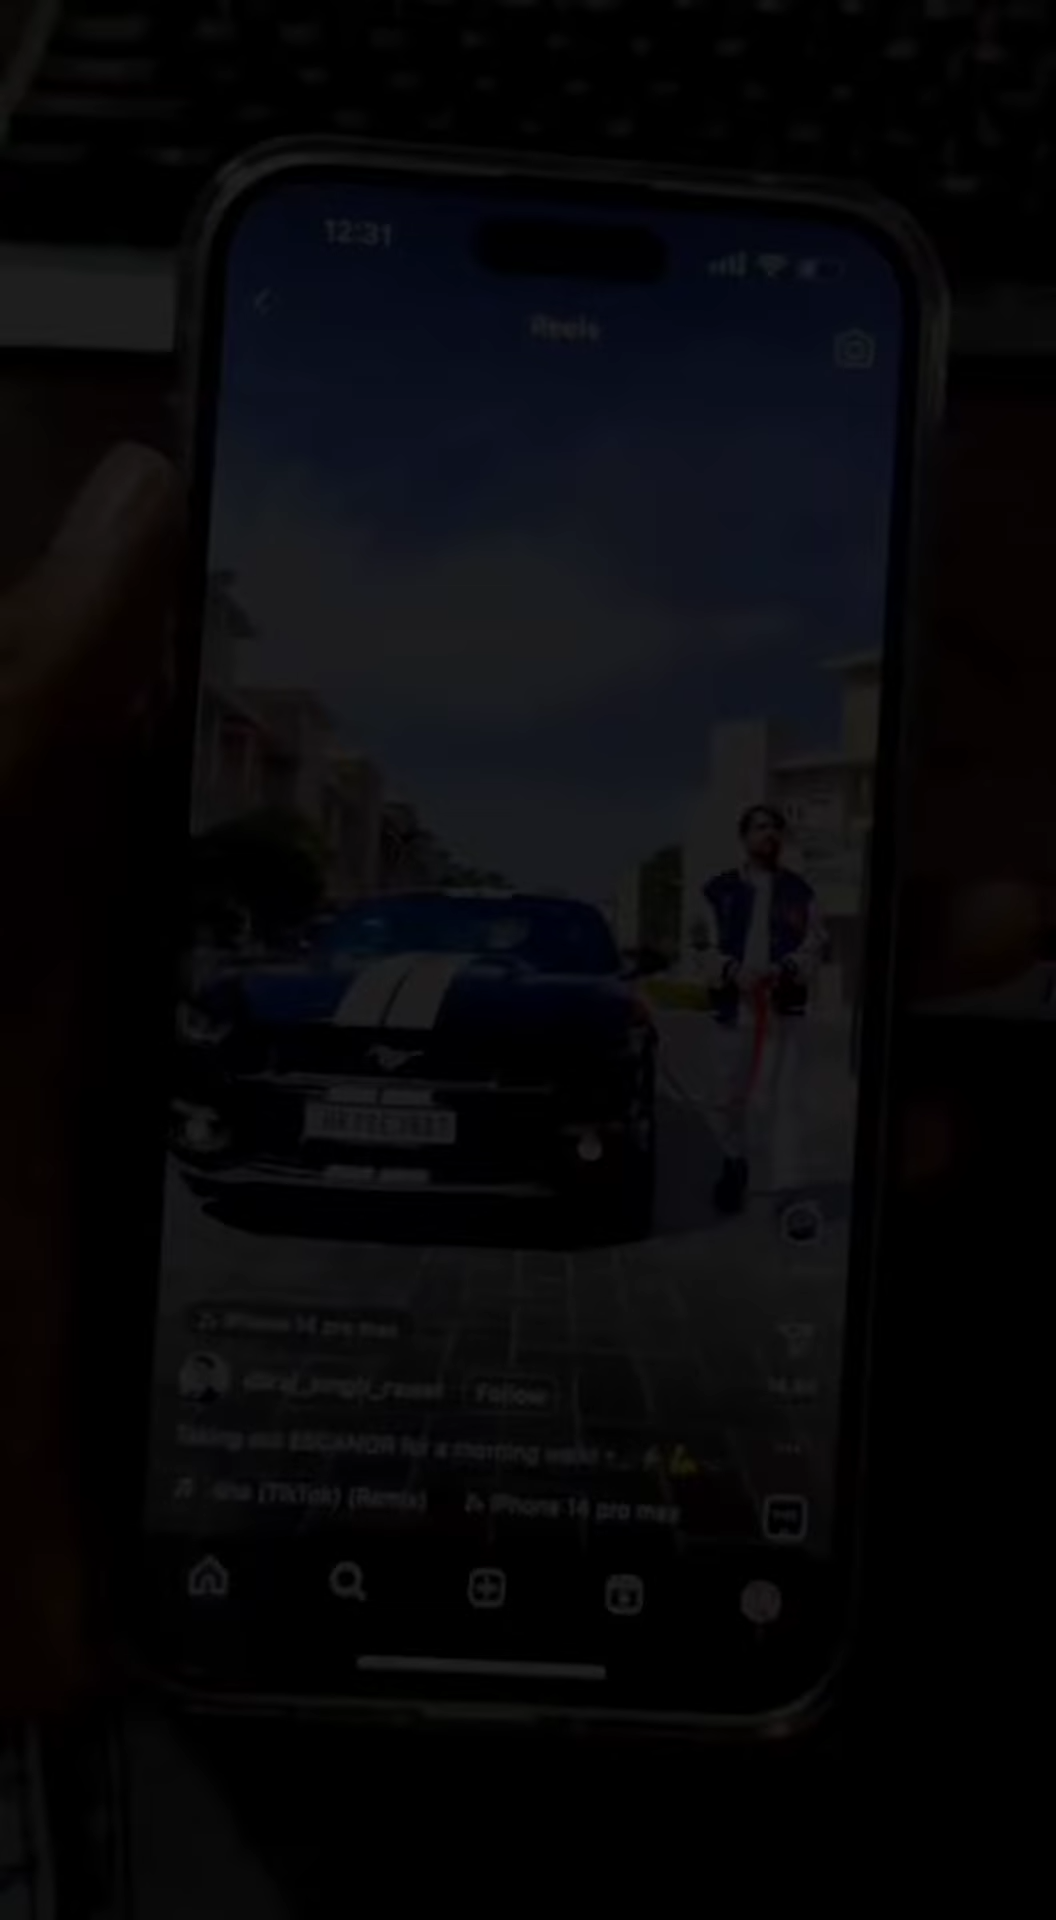 12:31
Reels
iPhone 14 pro max
Follow
Taking out ESCANOR for a morning walk
(TikTok) (Remix) iPhone 14 pro max